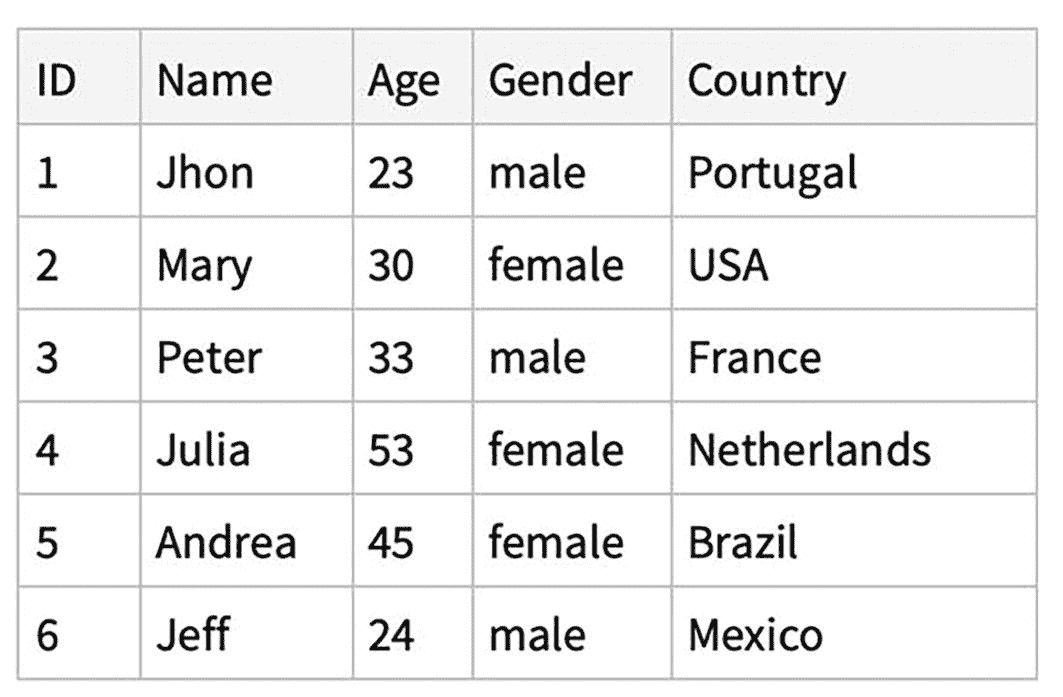 ID Name Age Gender Country
1 Jhon 23 male Portugal
2 Mary 30 female USA
3 Peter 33 male France
4 Julia 53 female Netherlands
5 Andrea 45 female Brazil
6 Jeff 24 male Mexico